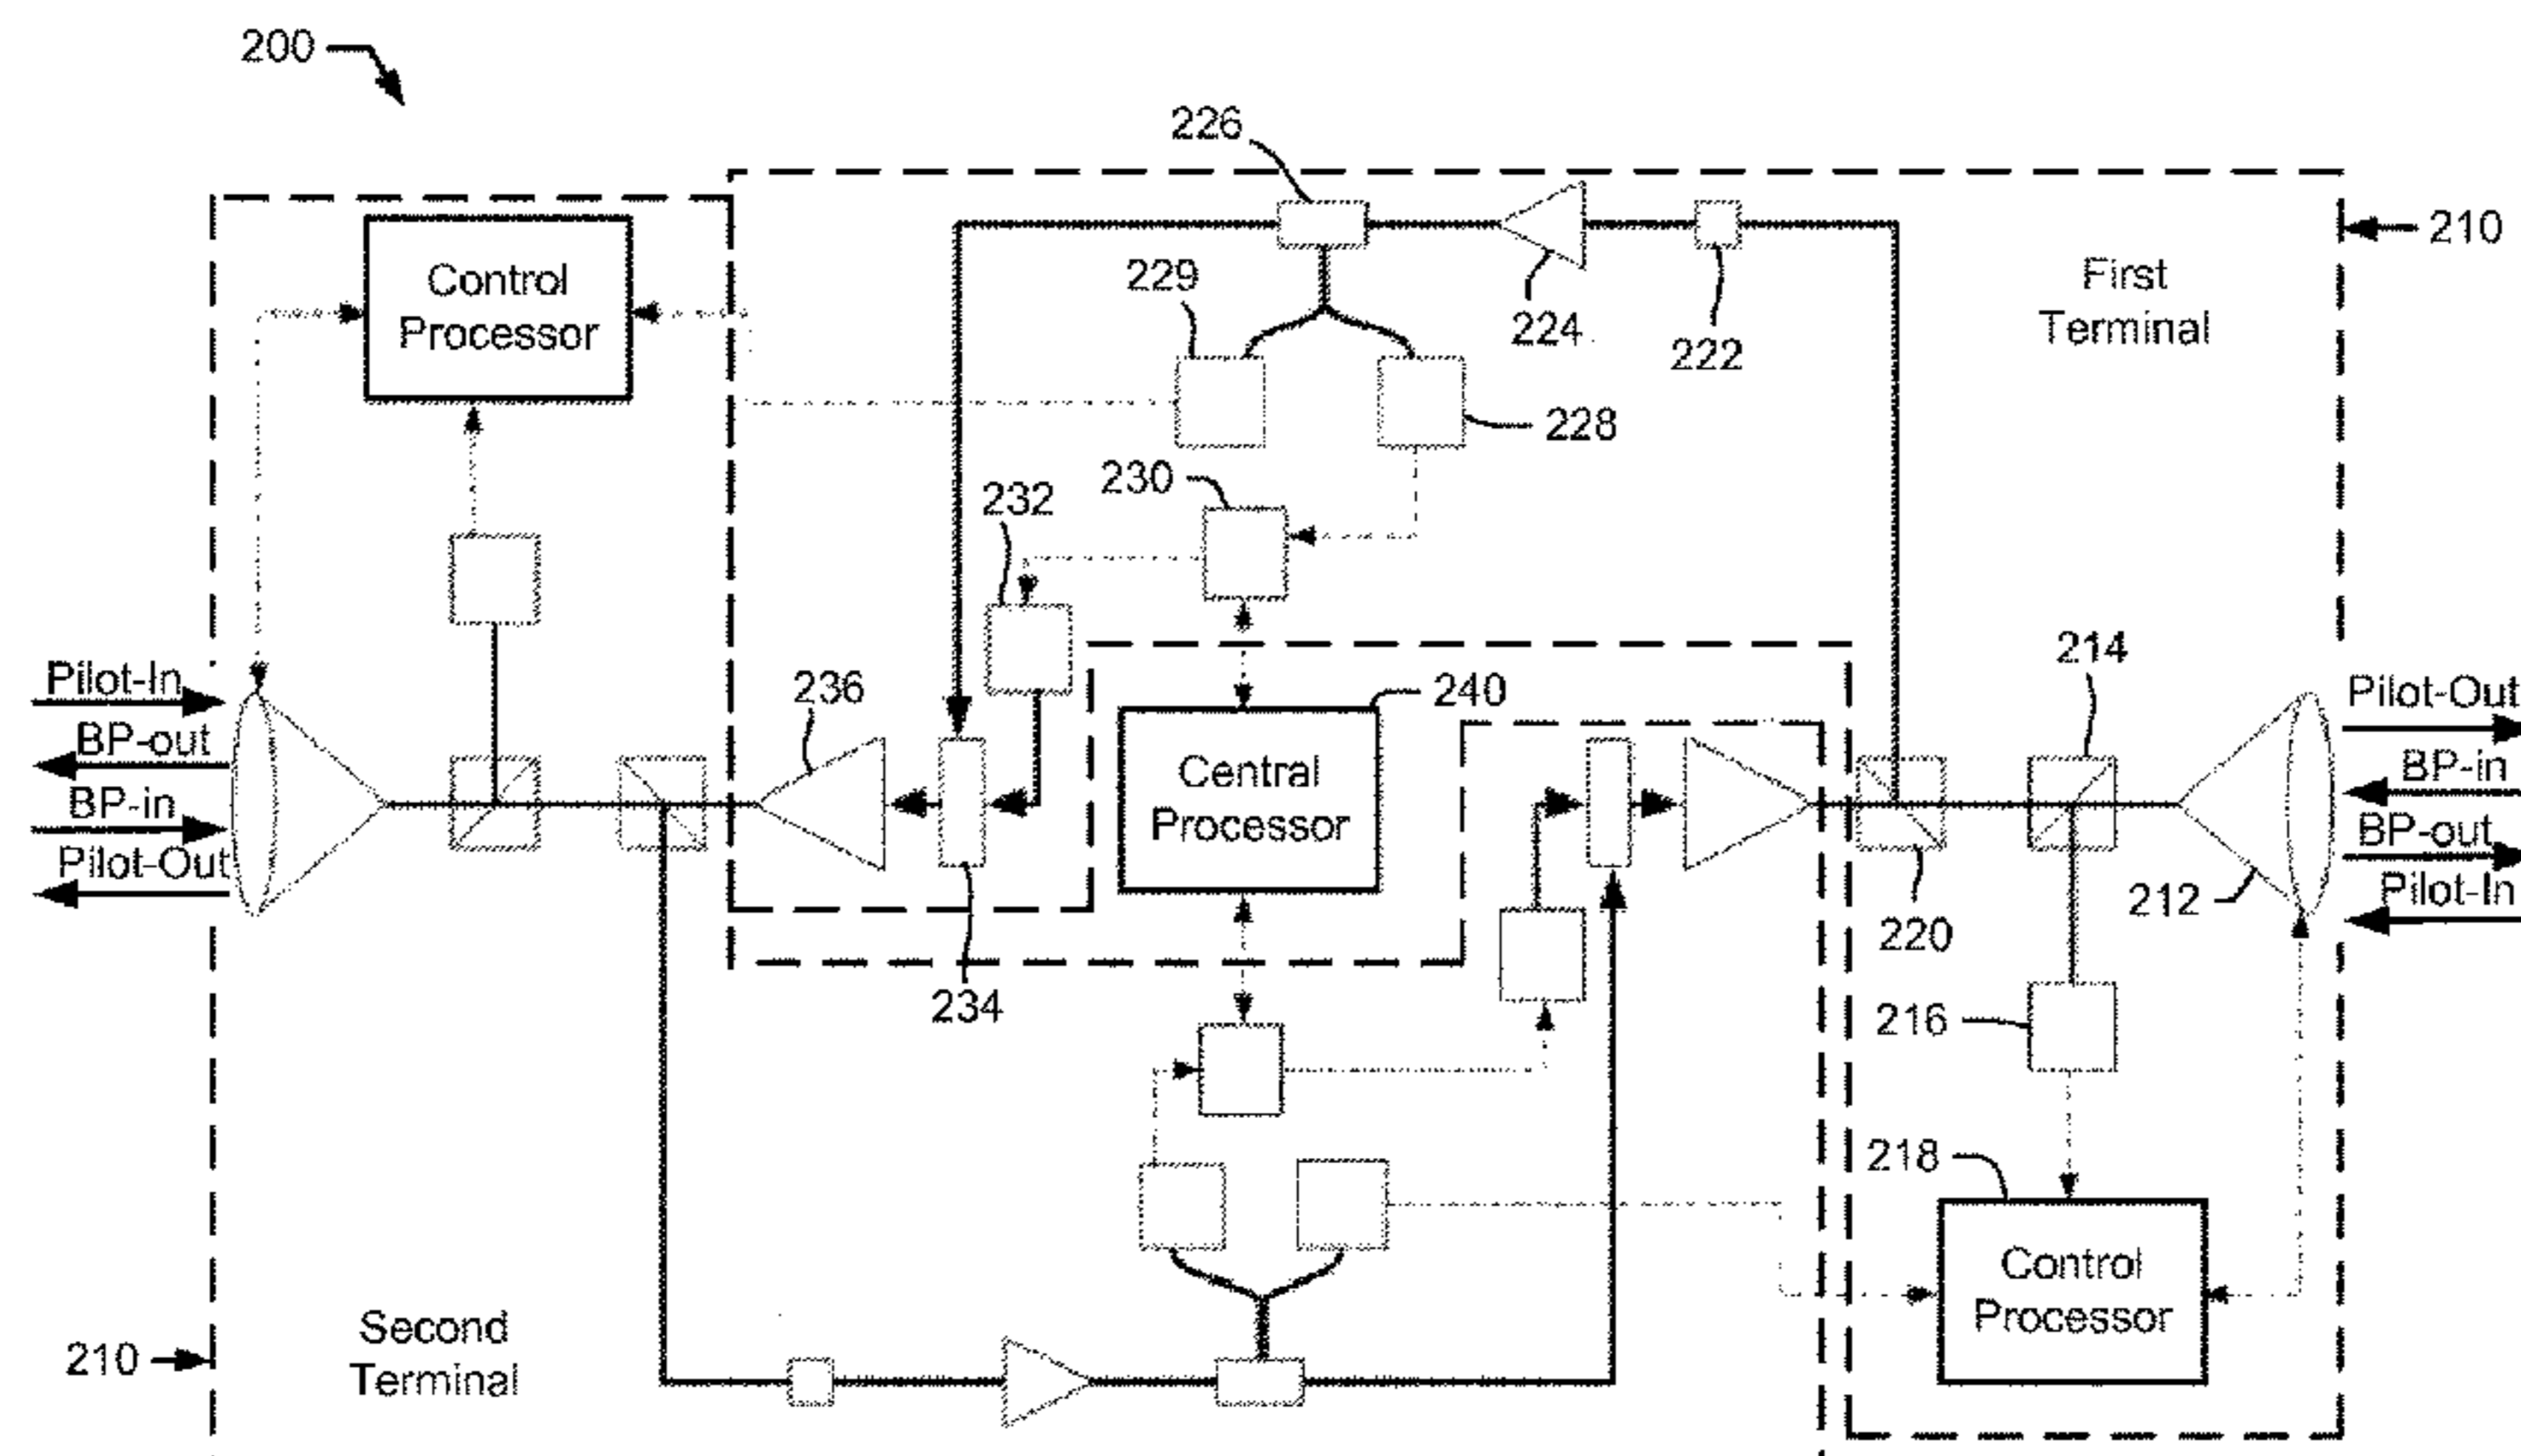 200
226
210
First
Terminal
229
224
222
Control
Processor
228
230
232
214
Pilot-In
BP-out
BP-in
Pilot-Out
236
240
Central
Processor
Pilot-Out
BP-in
BP-out
Pilot-In
212
220
234
216
218
Control
Processor
Second
Terminal
210